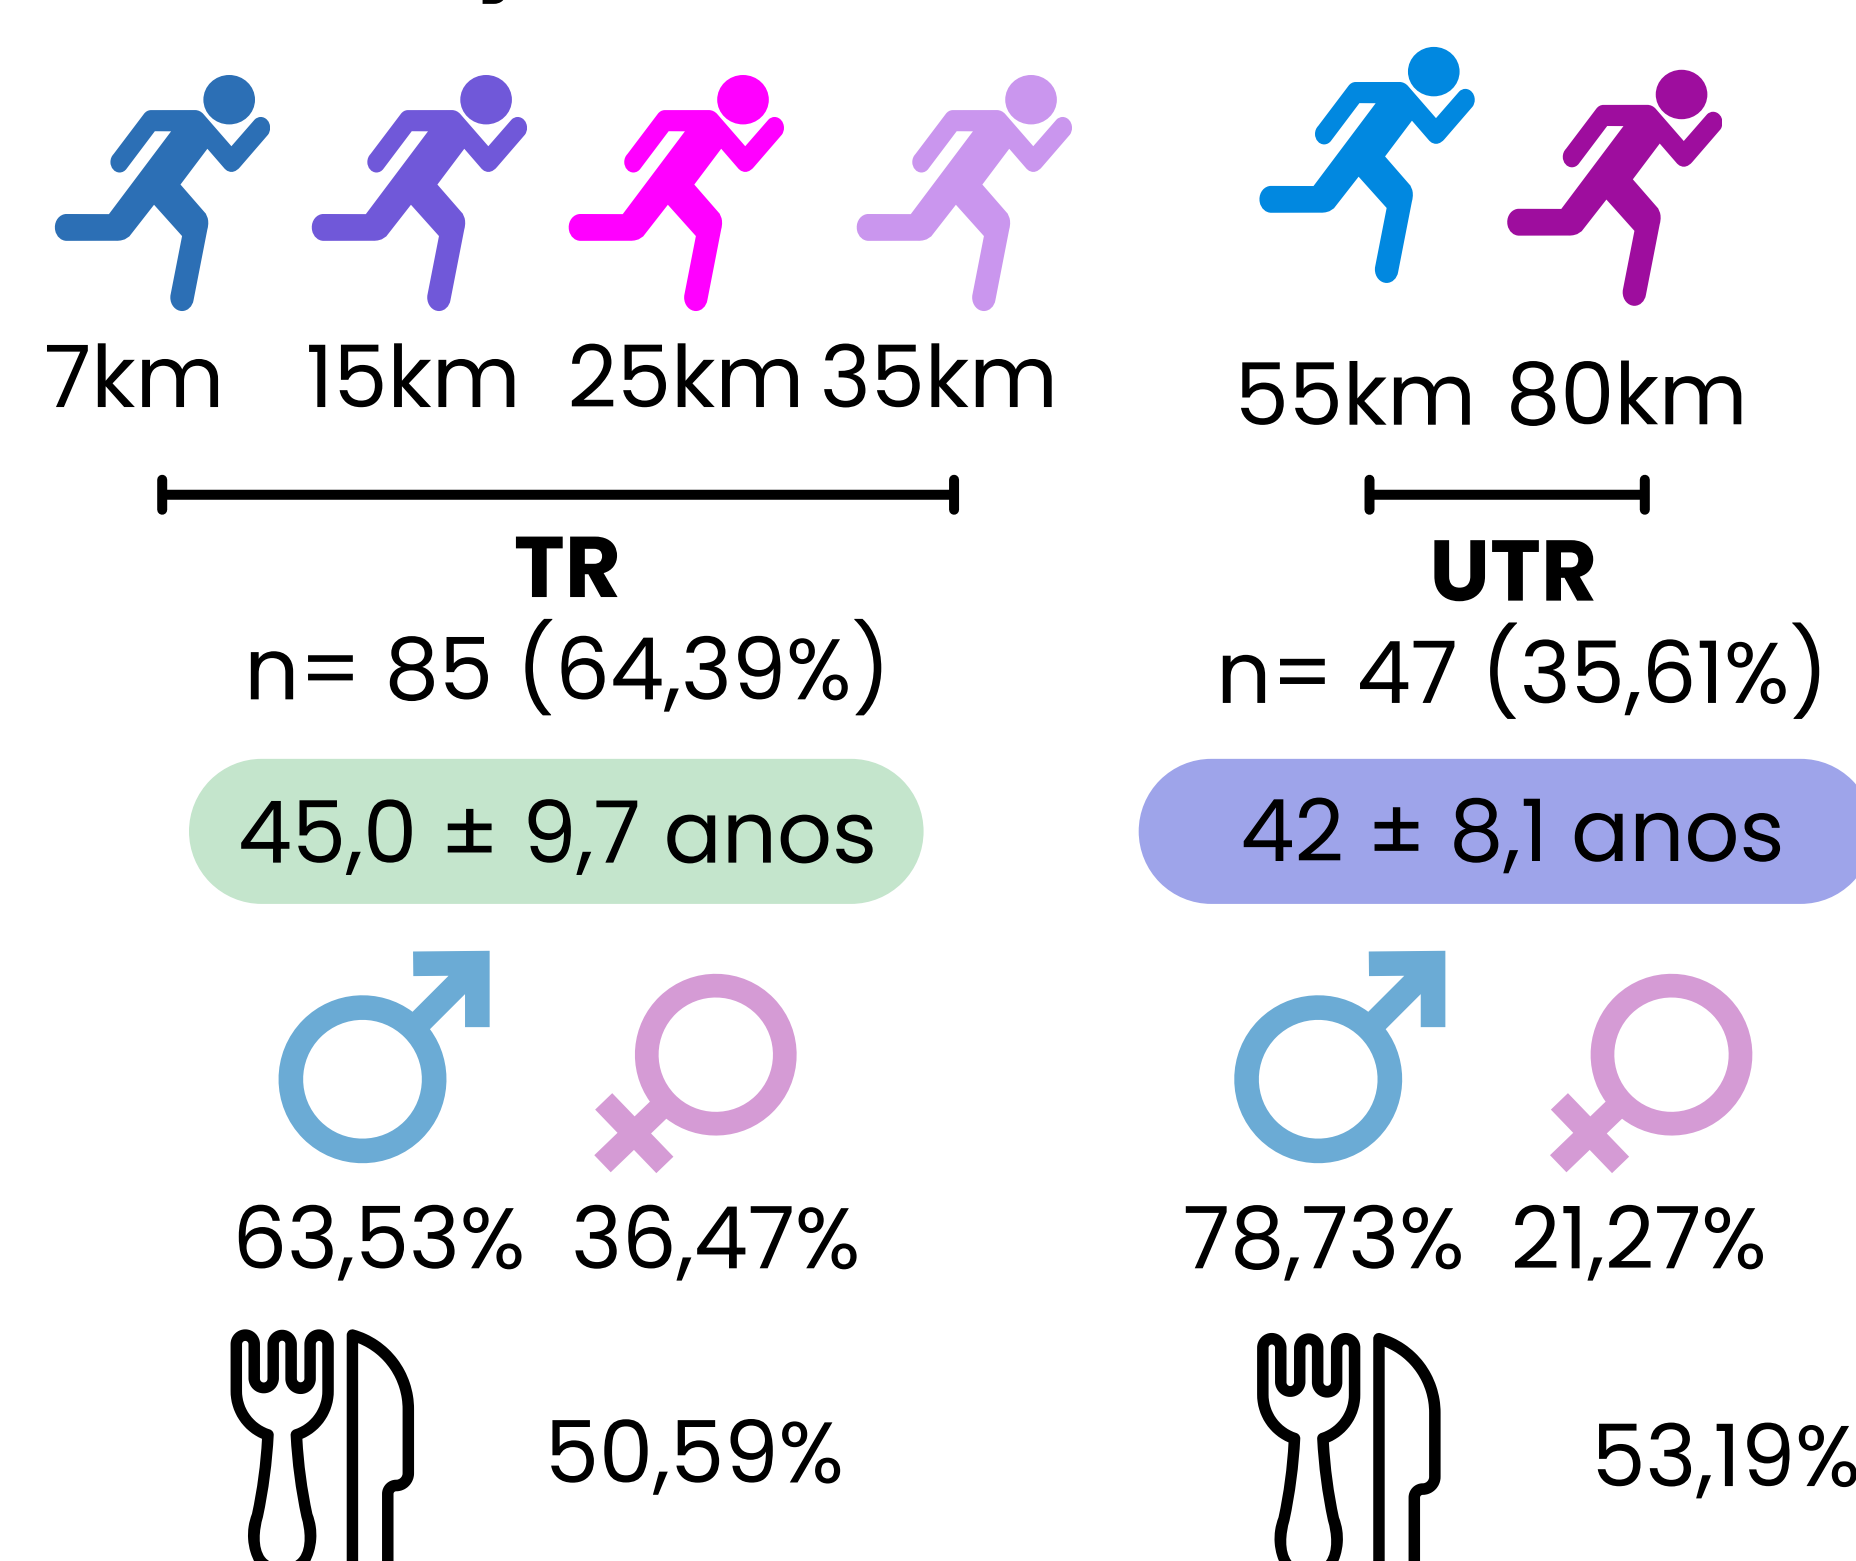 7km 15km 25km 35km
55km 80km
TR
UTR
n= 85 (64,39%)
n= 47 (35,61%)
45,0 ± 9,7 anos
42 ± 8,1 anos
63,53% 36,47%
78,73% 21,27%
50,59%
53,19%